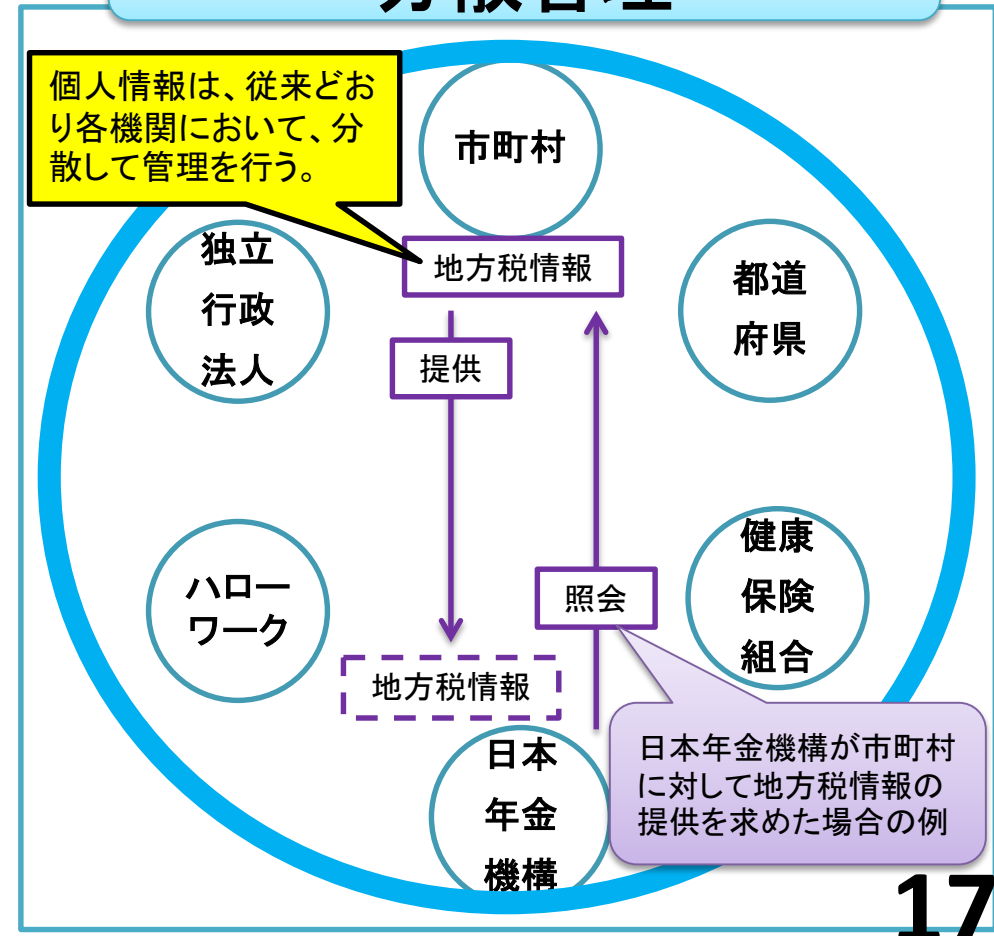 分散管理
個人情報は、従来どお
り各機関において、分
散して管理を行う。
市町村
独立
行政
法人
地方税情報
都道
府県
提供
ハロー
ワーク
照会
健康
保険
組合
地方税情報
日本
年金
機構
日本年金機構が市町村
に対して地方税情報の
提供を求めた場合の例
17